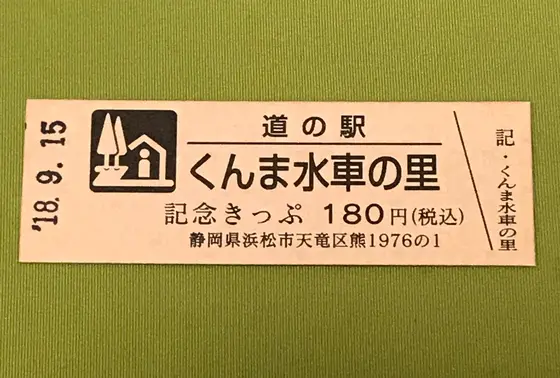 '18.9.15
道の駅
くんま水車の里
記念きっぷ 180円(税込)
静岡県浜松市天竜区熊1976の1
記・くんま水車の里